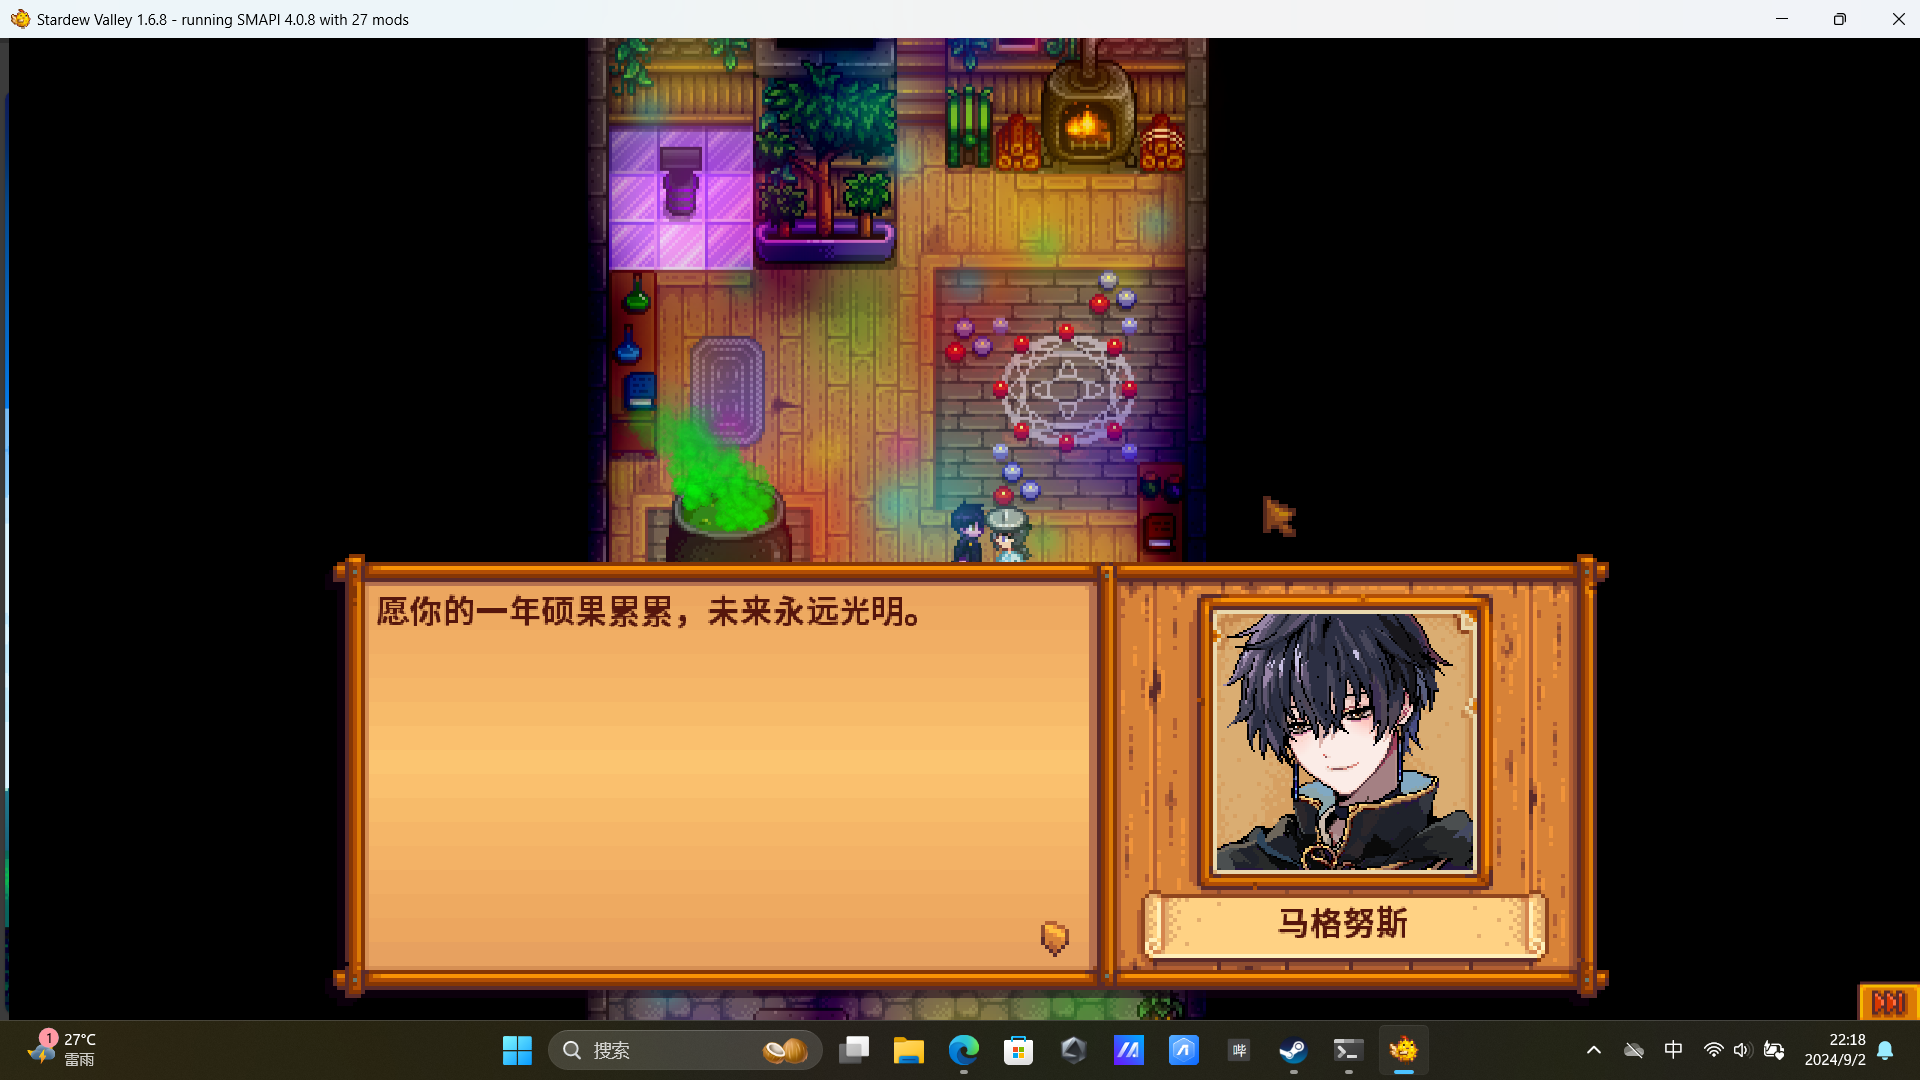 Stardew Valley 1.6.8 - running SMAPI 4.0.8 with 27 mods
愿你的一年硕果累累，未来永远光明。
马格努斯
1
27°C
雷雨
搜索
哔
中
22:18
2024/9/2